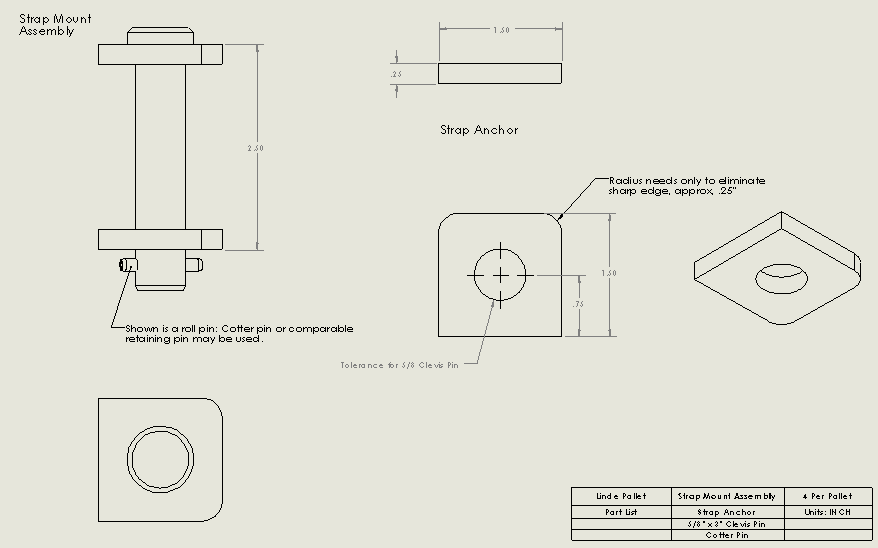 Strap Mount
Assembly
1.50
.25
Strap Anchor
2.50
Radius needs only to eliminate
sharp edge, approx, .25"
1.50
.75
Shown is a roll pin: Cotter pin or comparable
retaining pin may be used.
Tolerance for 5/8 Clevis Pin
Linde Pallet Strap Mount Assembly 4 Per Pallet
Part List Strap Anchor Units: INCH
5/8" x 3" Clevis Pin
Cotter Pin